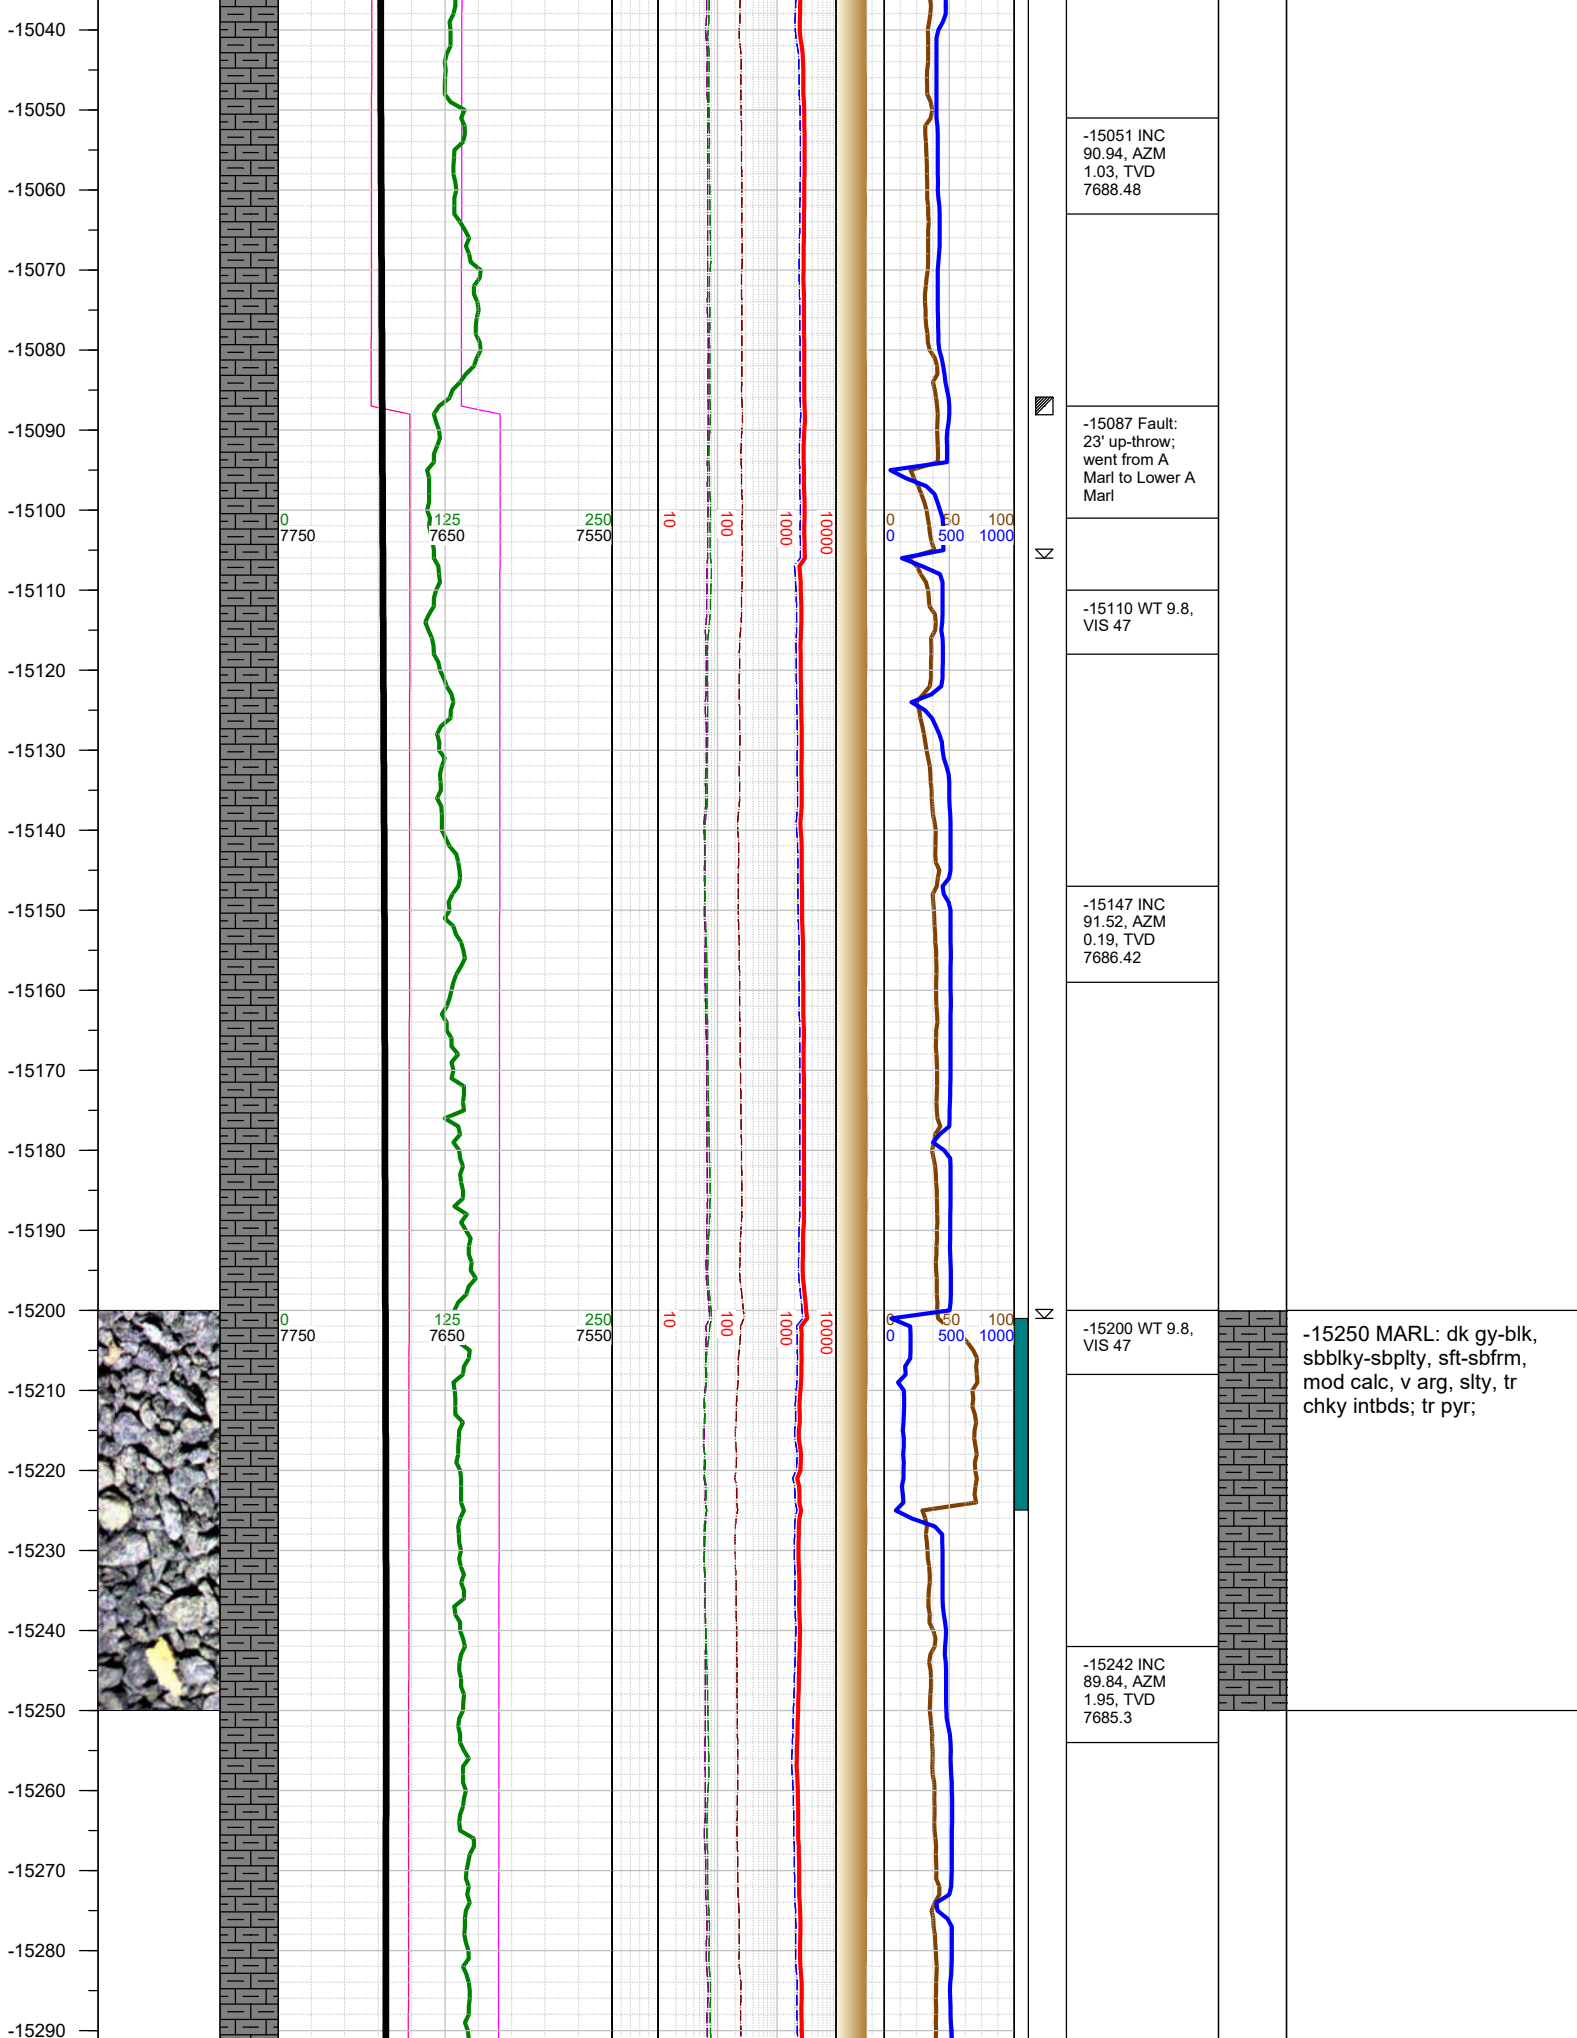 -15040
-15050
-15051 INC
90.94, AZM
1.03, TVD
7688.48
-15060
-15070
-15080
-15090
-15087 Fault:
23' up-throw;
went from A
Marl to Lower A
Marl
-15100
0 125 250
7750 7650 7550
10 100 1000 10000
0 50 100
0 500 1000
-15110
-15110 WT 9.8,
VIS 47
-15120
-15130
-15140
-15150
-15147 INC
91.52, AZM
0.19, TVD
7686.42
-15160
-15170
-15180
-15190
-15200
0 125 250
7750 7650 7550
10 100 1000 10000
0 50 100
0 500 1000
-15200 WT 9.8,
VIS 47
-15250 MARL: dk gy-blk,
sbblky-sbplty, sft-sbfrm,
mod calc, v arg, slty, tr
chky intbds; tr pyr;
-15210
-15220
-15230
-15240
-15242 INC
89.84, AZM
1.95, TVD
7685.3
-15250
-15260
-15270
-15280
-15290